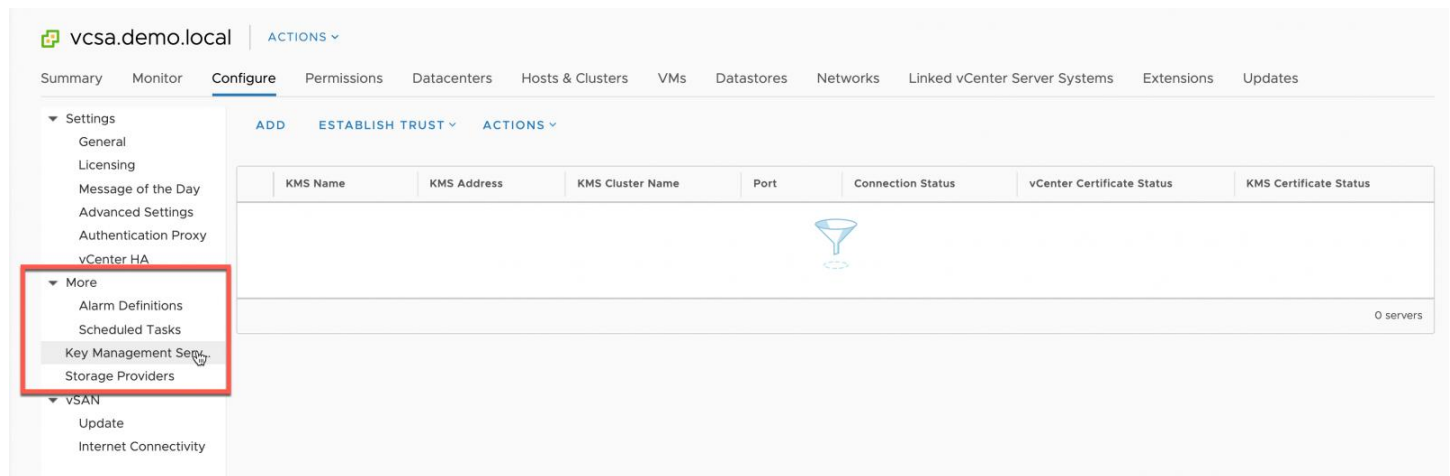 vcsa.demo.local ACTIONS
Summary Monitor Configure Permissions Datacenters Hosts & Clusters VMs Datastores Networks Linked vCenter Server Systems Extensions Updates
Settings
General
Licensing
Message of the Day
Advanced Settings
Authentication Proxy
vCenter HA
More
Alarm Definitions
Scheduled Tasks
Key Management Serv...
Storage Providers
vSAN
Update
Internet Connectivity
ADD ESTABLISH TRUST ACTIONS
KMS Name KMS Address KMS Cluster Name Port Connection Status vCenter Certificate Status KMS Certificate Status
0 servers